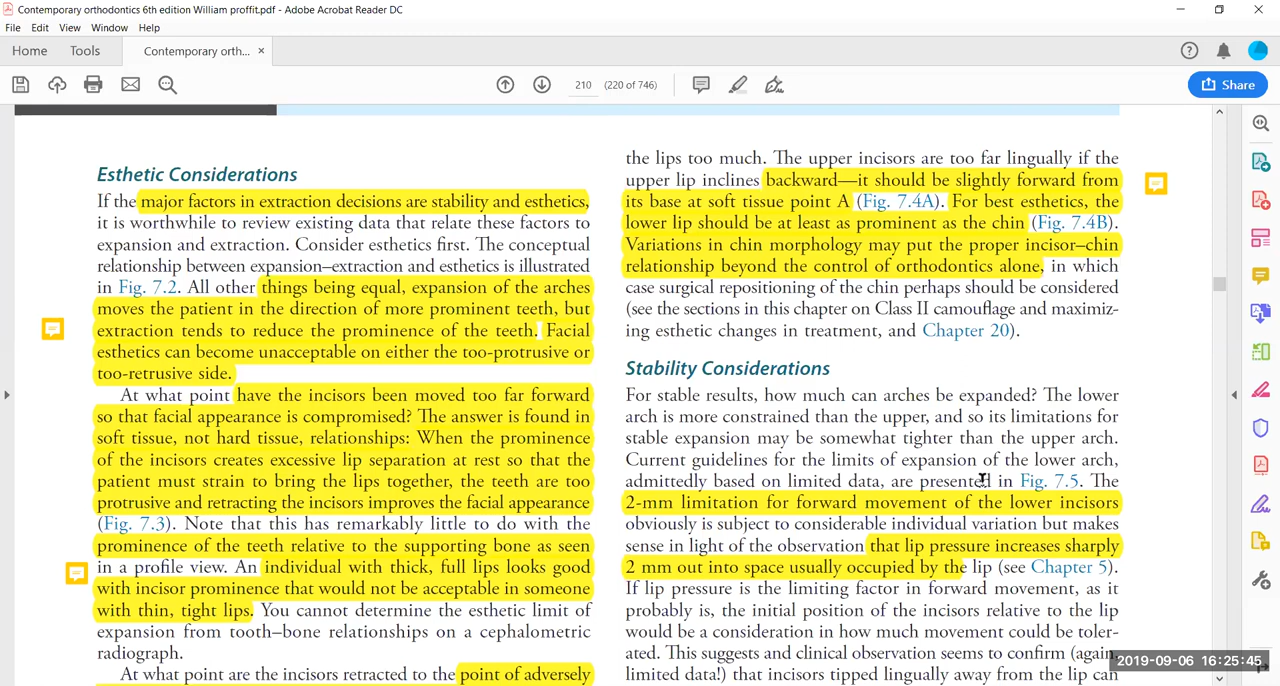 Contemporary orthodontics 6th edition William proffit.pdf - Adobe Acrobat Reader DC
File Edit View Window Help
Home Tools Contemporary orth... ×
210 (220 of 746)
Share
Esthetic Considerations
If the major factors in extraction decisions are stability and esthetics,
it is worthwhile to review existing data that relate these factors to
expansion and extraction. Consider esthetics first. The conceptual
relationship between expansion–extraction and esthetics is illustrated
in Fig. 7.2. All other things being equal, expansion of the arches
moves the patient in the direction of more prominent teeth, but
extraction tends to reduce the prominence of the teeth. Facial
esthetics can become unacceptable on either the too-protrusive or
too-retrusive side.
At what point have the incisors been moved too far forward
so that facial appearance is compromised? The answer is found in
soft tissue, not hard tissue, relationships: When the prominence
of the incisors creates excessive lip separation at rest so that the
patient must strain to bring the lips together, the teeth are too
protrusive and retracting the incisors improves the facial appearance
(Fig. 7.3). Note that this has remarkably little to do with the
prominence of the teeth relative to the supporting bone as seen
in a profile view. An individual with thick, full lips looks good
with incisor prominence that would not be acceptable in someone
with thin, tight lips. You cannot determine the esthetic limit of
expansion from tooth–bone relationships on a cephalometric
radiograph.
At what point are the incisors retracted to the point of adversely
the lips too much. The upper incisors are too far lingually if the
upper lip inclines backward—it should be slightly forward from
its base at soft tissue point A (Fig. 7.4A). For best esthetics, the
lower lip should be at least as prominent as the chin (Fig. 7.4B).
Variations in chin morphology may put the proper incisor–chin
relationship beyond the control of orthodontics alone, in which
case surgical repositioning of the chin perhaps should be considered
(see the sections in this chapter on Class II camouflage and maximiz-
ing esthetic changes in treatment, and Chapter 20).
Stability Considerations
For stable results, how much can arches be expanded? The lower
arch is more constrained than the upper, and so its limitations for
stable expansion may be somewhat tighter than the upper arch.
Current guidelines for the limits of expansion of the lower arch,
admittedly based on limited data, are presented in Fig. 7.5. The
2-mm limitation for forward movement of the lower incisors
obviously is subject to considerable individual variation but makes
sense in light of the observation that lip pressure increases sharply
2 mm out into space usually occupied by the lip (see Chapter 5).
If lip pressure is the limiting factor in forward movement, as it
probably is, the initial position of the incisors relative to the lip
would be a consideration in how much movement could be toler-
ated. This suggests and clinical observation seems to confirm (again,
limited data!) that incisors tipped lingually away from the lip can
2019-09-06 16:25:45